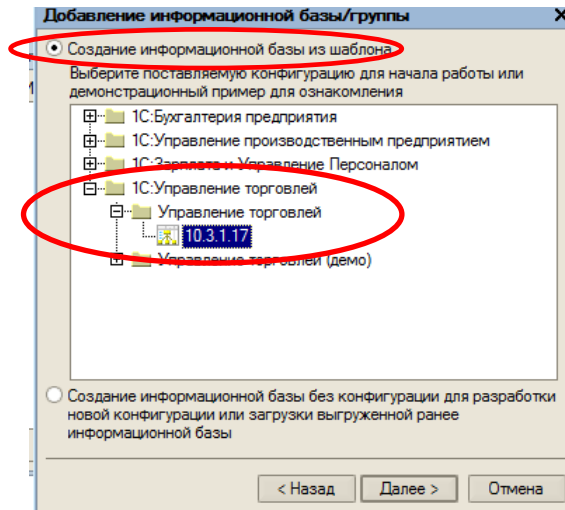 Добавление информационной базы/группы
Создание информационной базы из шаблона
Выберите поставляемую конфигурацию для начала работы или
демонстрационный пример для ознакомления
1С:Бухгалтерия предприятия
1С:Управление производственным предприятием
1С:Зарплата и Управление Персоналом
1С:Управление торговлей
Управление торговлей
10.3.1.17
Управление торговлей (демо)
Создание информационной базы без конфигурации для разработки
новой конфигурации или загрузки выгруженной ранее
информационной базы
< Назад Далее > Отмена